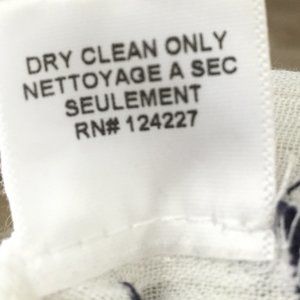 DRY CLEAN ONLY
NETTOYAGE A SEC
SEULEMENT
RN# 124227